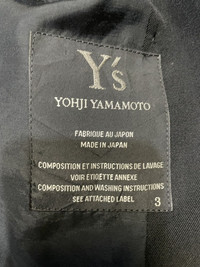 Y's
YOHJI YAMAMOTO
FABRIQUE AU JAPON
MADE IN JAPAN
COMPOSITION ET INSTRUCTIONS DE LAVAGE
VOIR ETIQUETTE ANNEXE
COMPOSITION AND WASHING INSTRUCTIONS
SEE ATTACHED LABEL
3